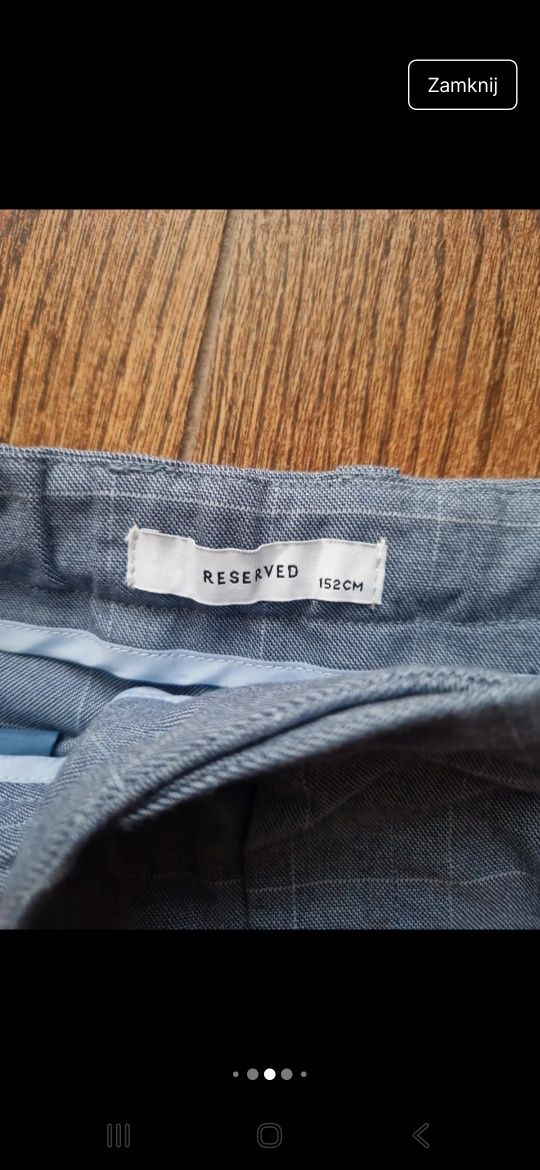 Zamknij
RESERVED
152CM